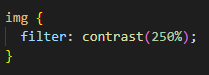 img {
  filter: contrast(250%);
}